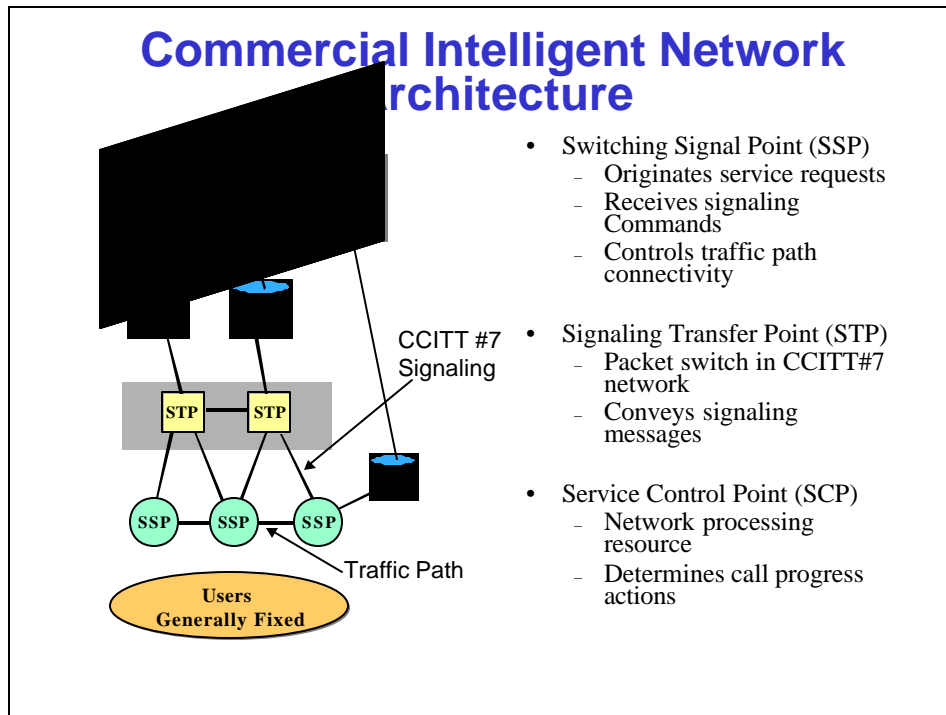 Commercial Intelligent Network
rchitecture
• Switching Signal Point (SSP)
– Originates service requests
– Receives signaling
Commands
– Controls traffic path
connectivity
• Signaling Transfer Point (STP)
– Packet switch in CCITT#7
network
– Conveys signaling
messages
• Service Control Point (SCP)
– Network processing
resource
– Determines call progress
actions
CCITT #7
Signaling
STP STP
SSP SSP SSP
Traffic Path
Users
Generally Fixed